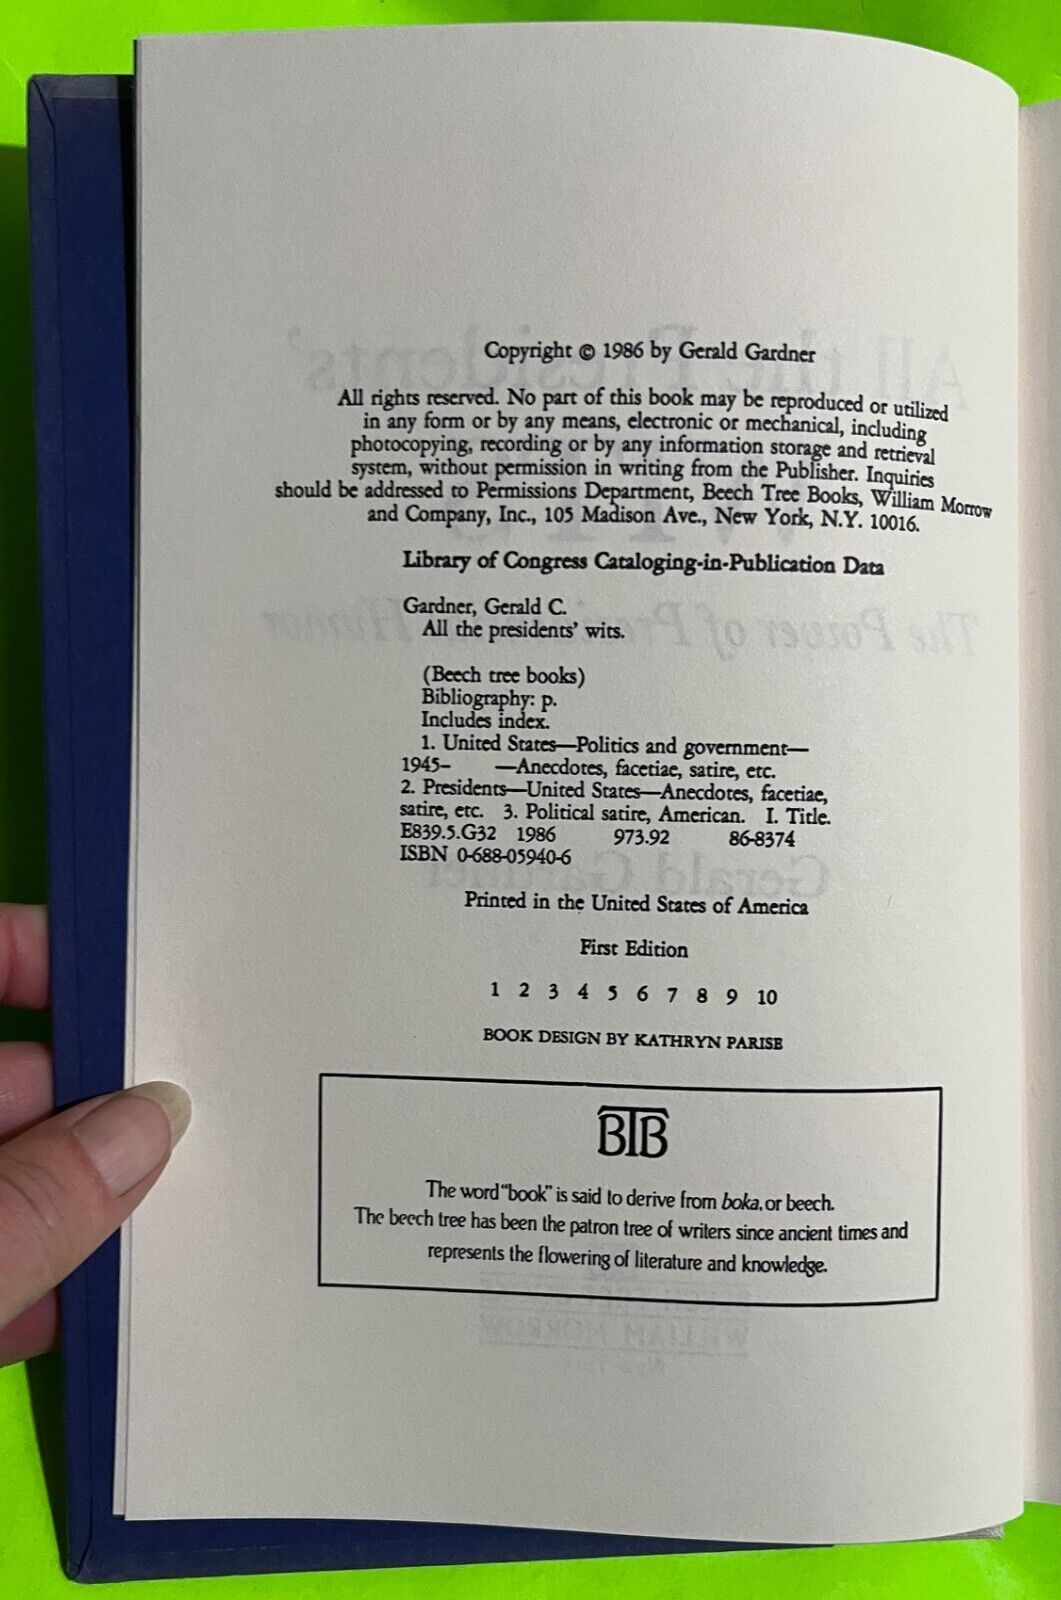 Copyright © 1986 by Gerald Gardner
All rights reserved. No part of this book may be reproduced or utilized
in any form or by any means, electronic or mechanical, including
photocopying, recording or by any information storage and retrieval
system, without permission in writing from the Publisher. Inquiries
should be addressed to Permissions Department, Beech Tree Books, William Morrow
and Company, Inc., 105 Madison Ave., New York, N.Y. 10016.
Library of Congress Cataloging-in-Publication Data
Gardner, Gerald C.
All the presidents' wits.
(Beech tree books)
Bibliography: p.
Includes index.
1. United States—Politics and government—
1945- —Anecdotes, facetiae, satire, etc.
2. Presidents—United States—Anecdotes, facetiae,
satire, etc. 3. Political satire, American. I. Title.
E839.5.G32 1986 973.92 86-8374
ISBN 0-688-05940-6
Printed in the United States of America
First Edition
1 2 3 4 5 6 7 8 9 10
BOOK DESIGN BY KATHRYN PARISE
BTB
The word "book" is said to derive from boka, or beech.
The beech tree has been the patron tree of writers since ancient times and
represents the flowering of literature and knowledge.